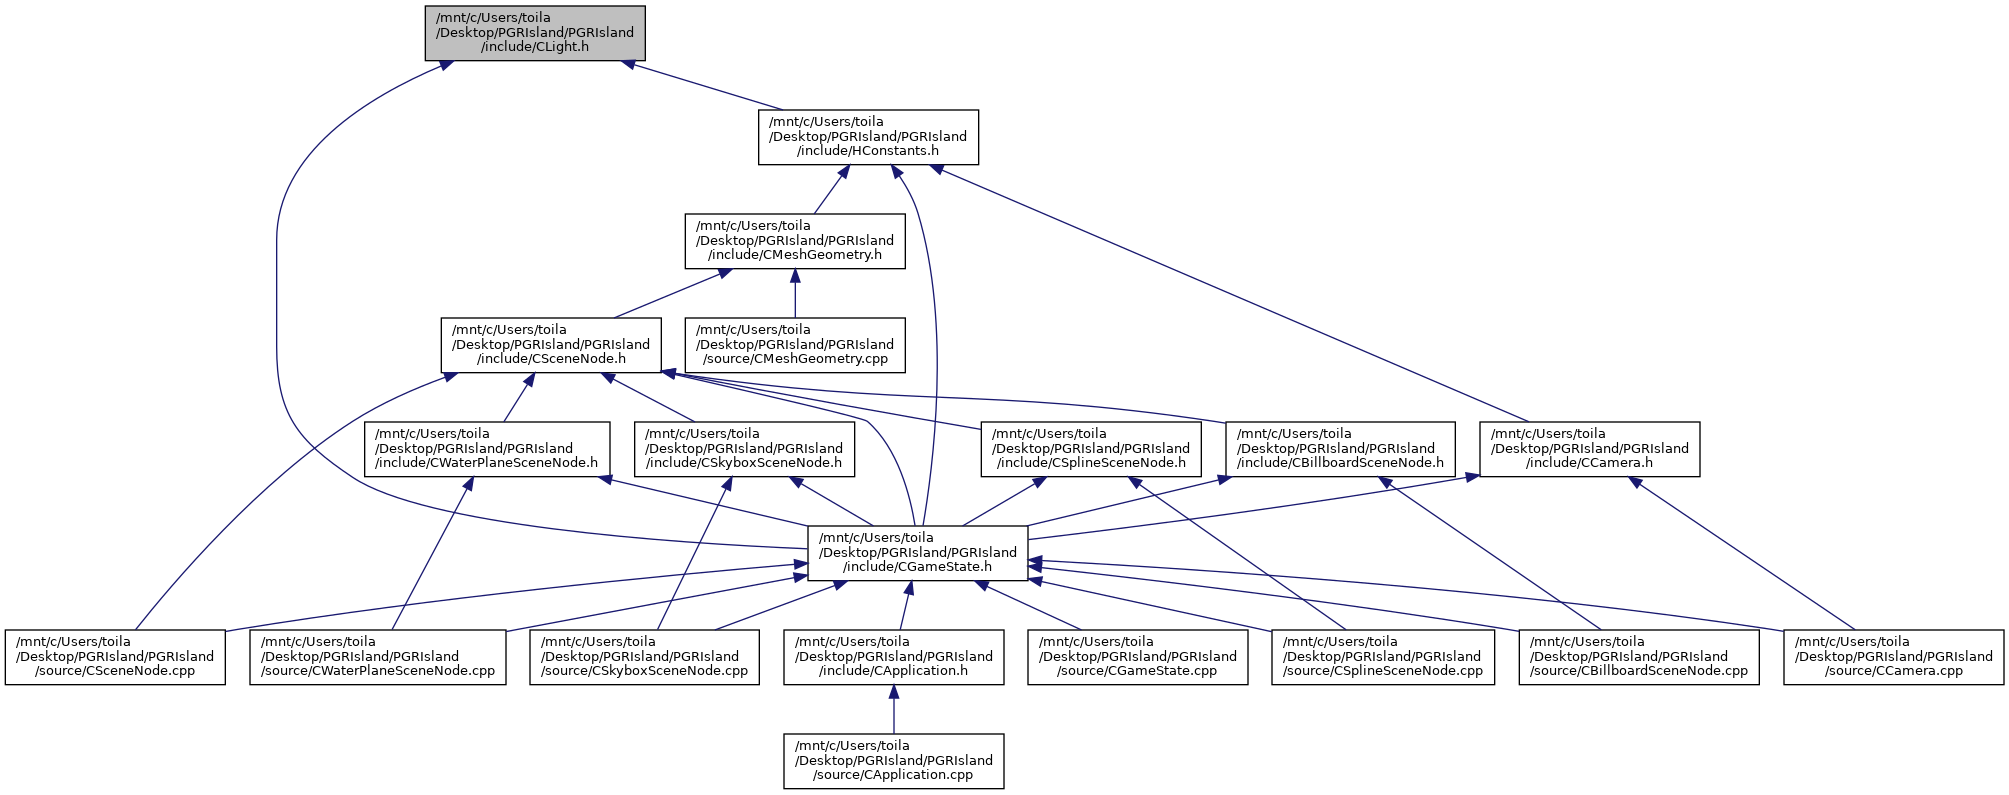 /mnt/c/Users/toila
/Desktop/PGRIsland/PGRIsland
/include/CLight.h
/mnt/c/Users/toila
/Desktop/PGRIsland/PGRIsland
/include/HConstants.h
/mnt/c/Users/toila
/Desktop/PGRIsland/PGRIsland
/include/CMeshGeometry.h
/mnt/c/Users/toila
/Desktop/PGRIsland/PGRIsland
/include/CSceneNode.h
/mnt/c/Users/toila
/Desktop/PGRIsland/PGRIsland
/source/CMeshGeometry.cpp
/mnt/c/Users/toila
/Desktop/PGRIsland/PGRIsland
/include/CWaterPlaneSceneNode.h
/mnt/c/Users/toila
/Desktop/PGRIsland/PGRIsland
/include/CSkyboxSceneNode.h
/mnt/c/Users/toila
/Desktop/PGRIsland/PGRIsland
/include/CSplineSceneNode.h
/mnt/c/Users/toila
/Desktop/PGRIsland/PGRIsland
/include/CBillboardSceneNode.h
/mnt/c/Users/toila
/Desktop/PGRIsland/PGRIsland
/include/CCamera.h
/mnt/c/Users/toila
/Desktop/PGRIsland/PGRIsland
/include/CGameState.h
/mnt/c/Users/toila
/Desktop/PGRIsland/PGRIsland
/source/CSceneNode.cpp
/mnt/c/Users/toila
/Desktop/PGRIsland/PGRIsland
/source/CWaterPlaneSceneNode.cpp
/mnt/c/Users/toila
/Desktop/PGRIsland/PGRIsland
/source/CSkyboxSceneNode.cpp
/mnt/c/Users/toila
/Desktop/PGRIsland/PGRIsland
/include/CApplication.h
/mnt/c/Users/toila
/Desktop/PGRIsland/PGRIsland
/source/CGameState.cpp
/mnt/c/Users/toila
/Desktop/PGRIsland/PGRIsland
/source/CSplineSceneNode.cpp
/mnt/c/Users/toila
/Desktop/PGRIsland/PGRIsland
/source/CBillboardSceneNode.cpp
/mnt/c/Users/toila
/Desktop/PGRIsland/PGRIsland
/source/CCamera.cpp
/mnt/c/Users/toila
/Desktop/PGRIsland/PGRIsland
/source/CApplication.cpp